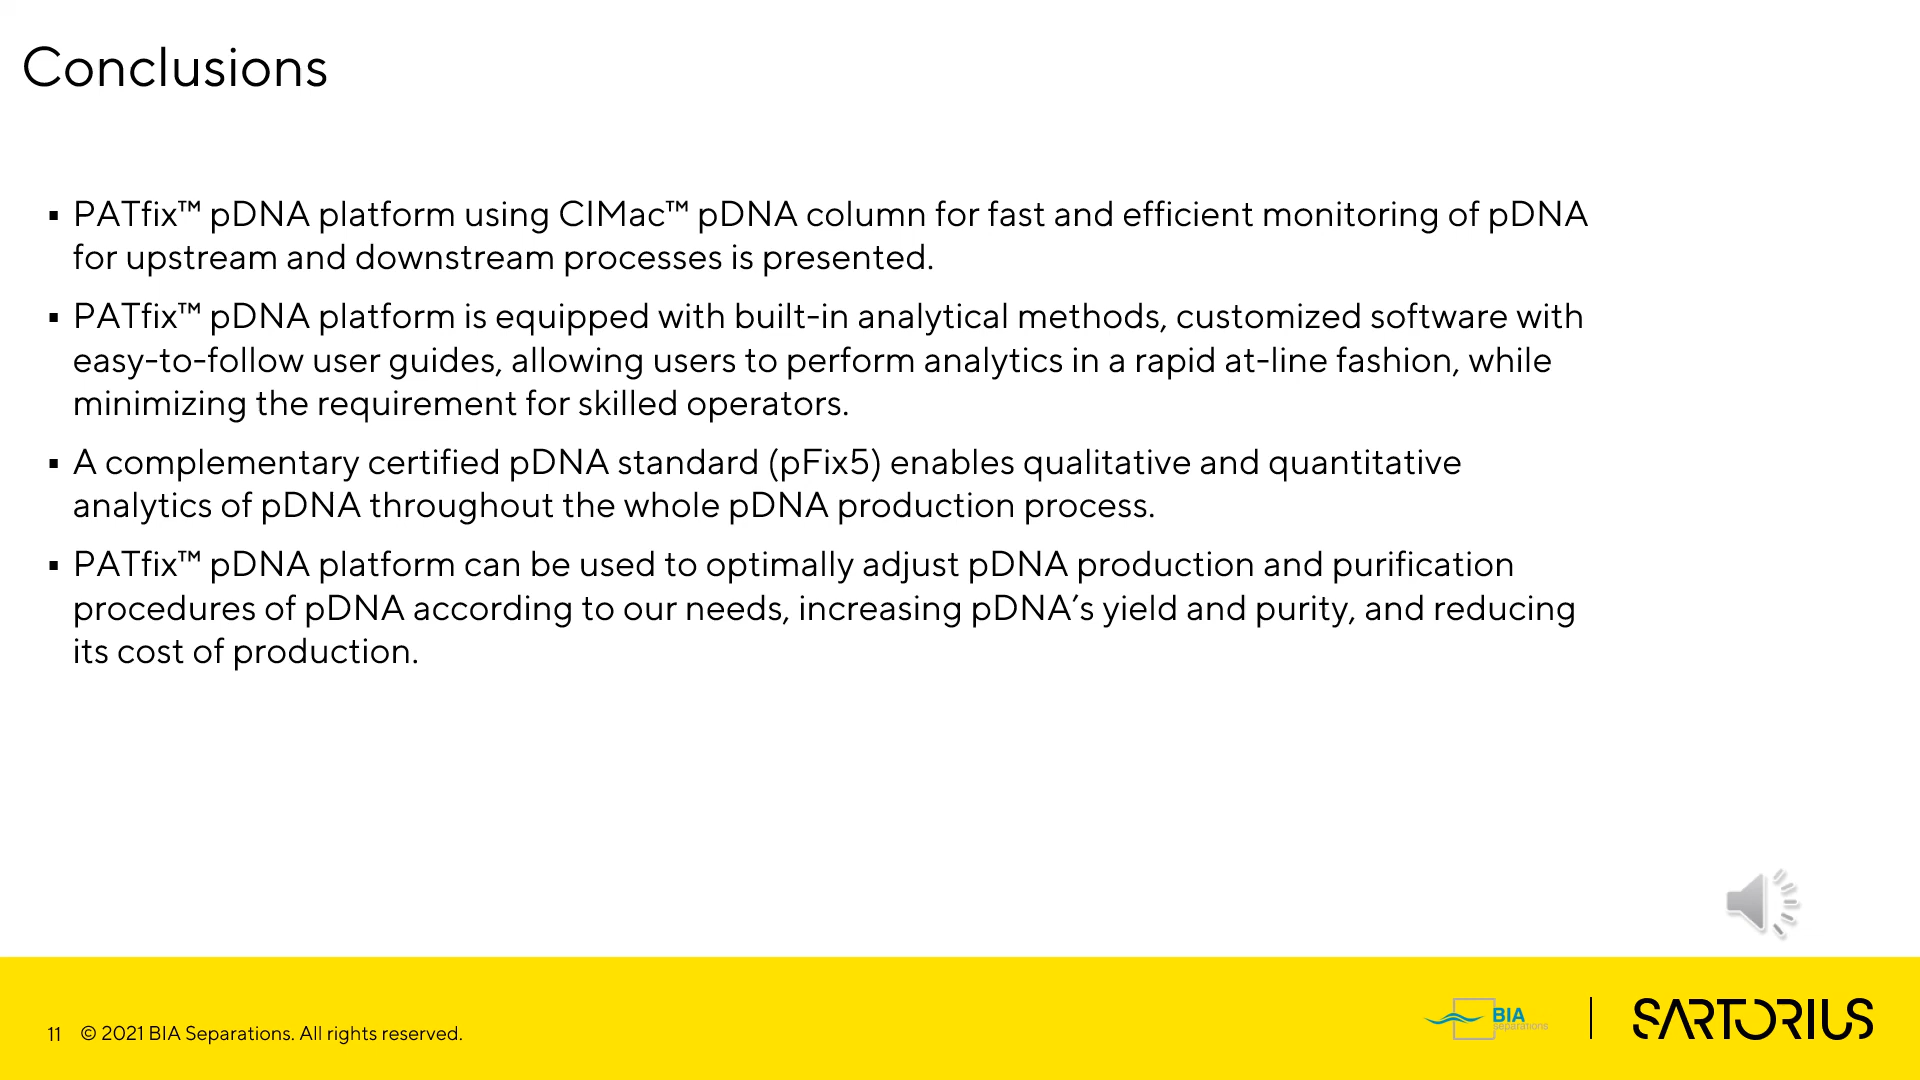 Conclusions
▪ PATfix™ pDNA platform using CIMac™ pDNA column for fast and efficient monitoring of pDNA
for upstream and downstream processes is presented.
▪ PATfix™ pDNA platform is equipped with built-in analytical methods, customized software with
easy-to-follow user guides, allowing users to perform analytics in a rapid at-line fashion, while
minimizing the requirement for skilled operators.
▪ A complementary certified pDNA standard (pFix5) enables qualitative and quantitative
analytics of pDNA throughout the whole pDNA production process.
▪ PATfix™ pDNA platform can be used to optimally adjust pDNA production and purification
procedures of pDNA according to our needs, increasing pDNA’s yield and purity, and reducing
its cost of production.
11 © 2021 BIA Separations. All rights reserved.
BIA
separations
SARTORIUS